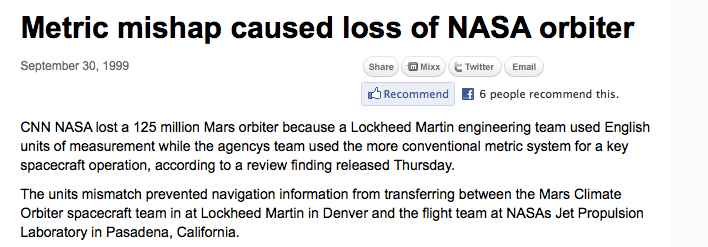 Metric mishap caused loss of NASA orbiter
September 30, 1999
Share Mixx Twitter Email
Recommend 6 people recommend this.
CNN NASA lost a 125 million Mars orbiter because a Lockheed Martin engineering team used English
units of measurement while the agencys team used the more conventional metric system for a key
spacecraft operation, according to a review finding released Thursday.
The units mismatch prevented navigation information from transferring between the Mars Climate
Orbiter spacecraft team in at Lockheed Martin in Denver and the flight team at NASAs Jet Propulsion
Laboratory in Pasadena, California.